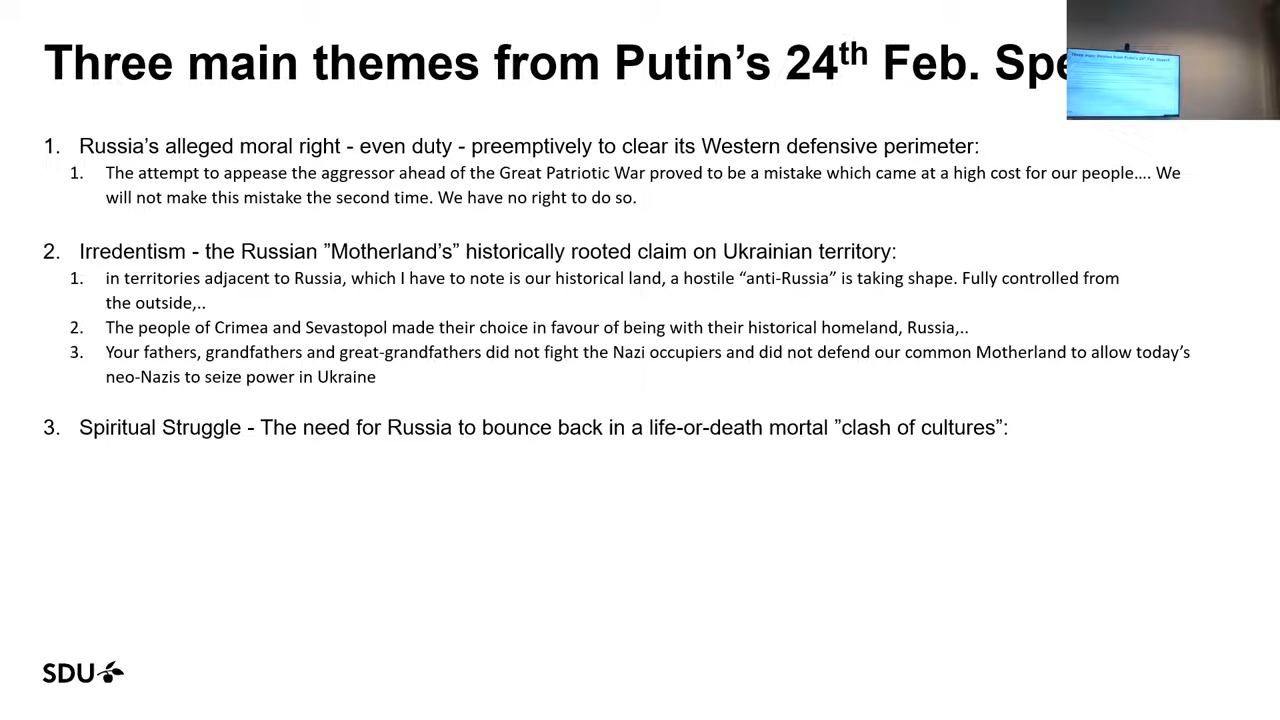 Three main themes from Putin's 24th Feb. Spe
1. Russia's alleged moral right - even duty - preemptively to clear its Western defensive perimeter:
1. The attempt to appease the aggressor ahead of the Great Patriotic War proved to be a mistake which came at a high cost for our people…. We
will not make this mistake the second time. We have no right to do so.
2. Irredentism - the Russian ”Motherland's” historically rooted claim on Ukrainian territory:
1. in territories adjacent to Russia, which I have to note is our historical land, a hostile “anti-Russia” is taking shape. Fully controlled from
the outside,..
2. The people of Crimea and Sevastopol made their choice in favour of being with their historical homeland, Russia,..
3. Your fathers, grandfathers and great-grandfathers did not fight the Nazi occupiers and did not defend our common Motherland to allow today's
neo-Nazis to seize power in Ukraine
3. Spiritual Struggle - The need for Russia to bounce back in a life-or-death mortal ”clash of cultures”:
SDU
Three main themes from Putin's 24th Feb. Speech